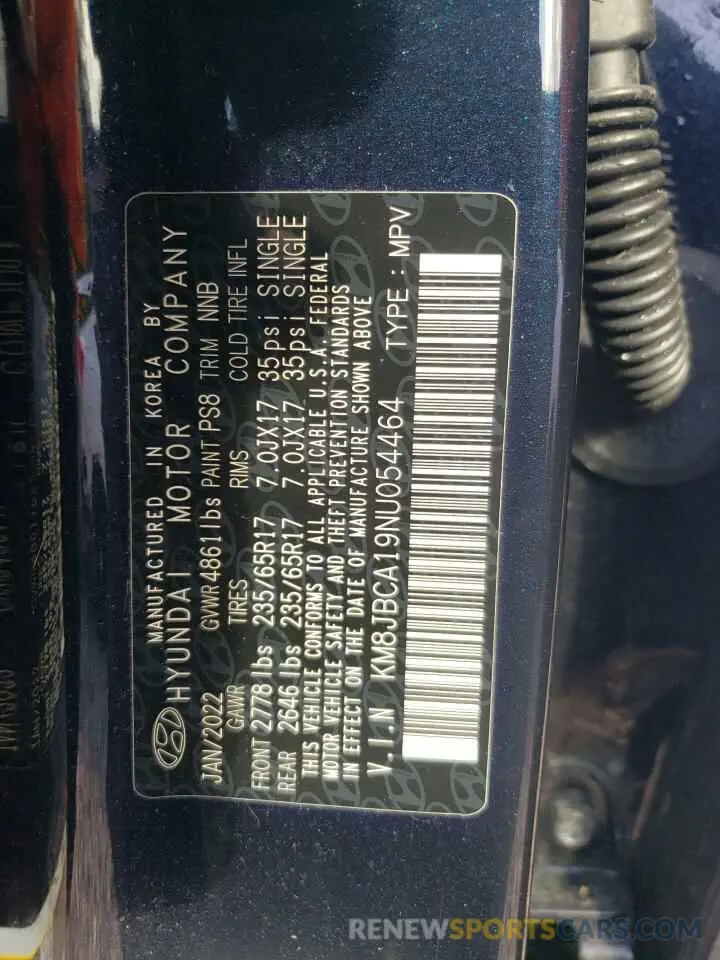 MANUFACTURED IN KOREA BY
HYUNDAI MOTOR COMPANY
JAN/2022 GVWR 4861 lbs PAINT PS8 TRIM NNB
GAWR TIRES RIMS COLD TIRE INFL
FRONT 2778 lbs 235/65R17 7.0JX17 35psi SINGLE
REAR 2646 lbs 235/65R17 7.0JX17 35psi SINGLE
THIS VEHICLE CONFORMS TO ALL APPLICABLE U.S.A. FEDERAL
MOTOR VEHICLE SAFETY AND THEFT PREVENTION STANDARDS
IN EFFECT ON THE DATE OF MANUFACTURE SHOWN ABOVE
V.I.N KM8JBCA19NU054464 TYPE : MPV
RENEWSPORTSCARS.COM